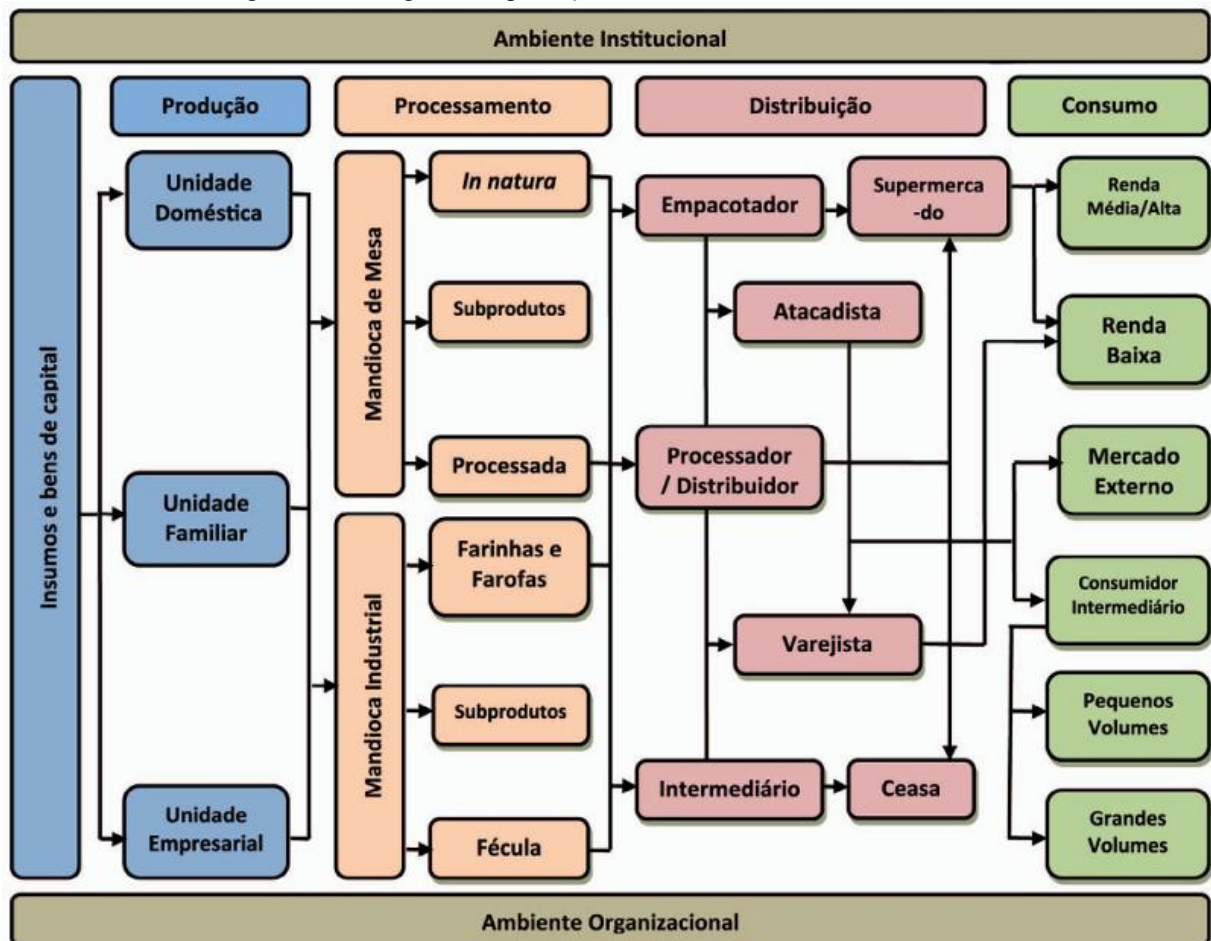 Ambiente Institucional
Insumos e bens de capital
Produção
Unidade
Doméstica
Unidade
Familiar
Unidade
Empresarial
Processamento
Mandioca de Mesa
In natura
Subprodutos
Processada
Mandioca Industrial
Farinhas e
Farofas
Subprodutos
Fécula
Distribuição
Empacotador
Supermerca
-do
Atacadista
Processador
/ Distribuidor
Varejista
Intermediário
Ceasa
Consumo
Renda
Média/Alta
Renda
Baixa
Mercado
Externo
Consumidor
Intermediário
Pequenos
Volumes
Grandes
Volumes
Ambiente Organizacional